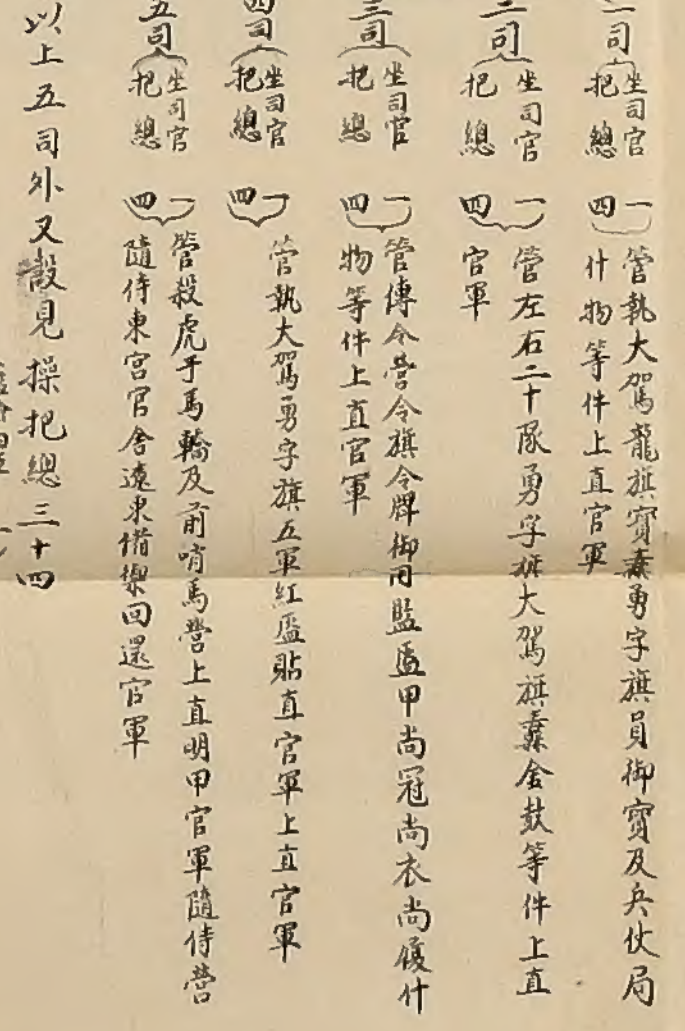 一司
坐司官 一
把總 四
管執大駕龍旗寶纛勇字旗員御寶及兵仗局
什物等件上直官軍
二司
坐司官 一
把總 四
管左右二十隊勇字旗大駕旗纛金鼓等件上直
官軍
三司
坐司官 一
把總 四
管傳令營令旗令牌御用監盔甲尚冠尚衣尚履什
物等件上直官軍
四司
坐司官 一
把總 四
管執大駕勇字旗五軍紅盔貼直官軍上直官軍
五司
坐司官 一
把總 四
管殺虎手馬轎及前哨馬營上直明甲官軍隨侍營
隨侍東宮官舍遼東備禦回還官軍
以上五司外又設見操把總三十四